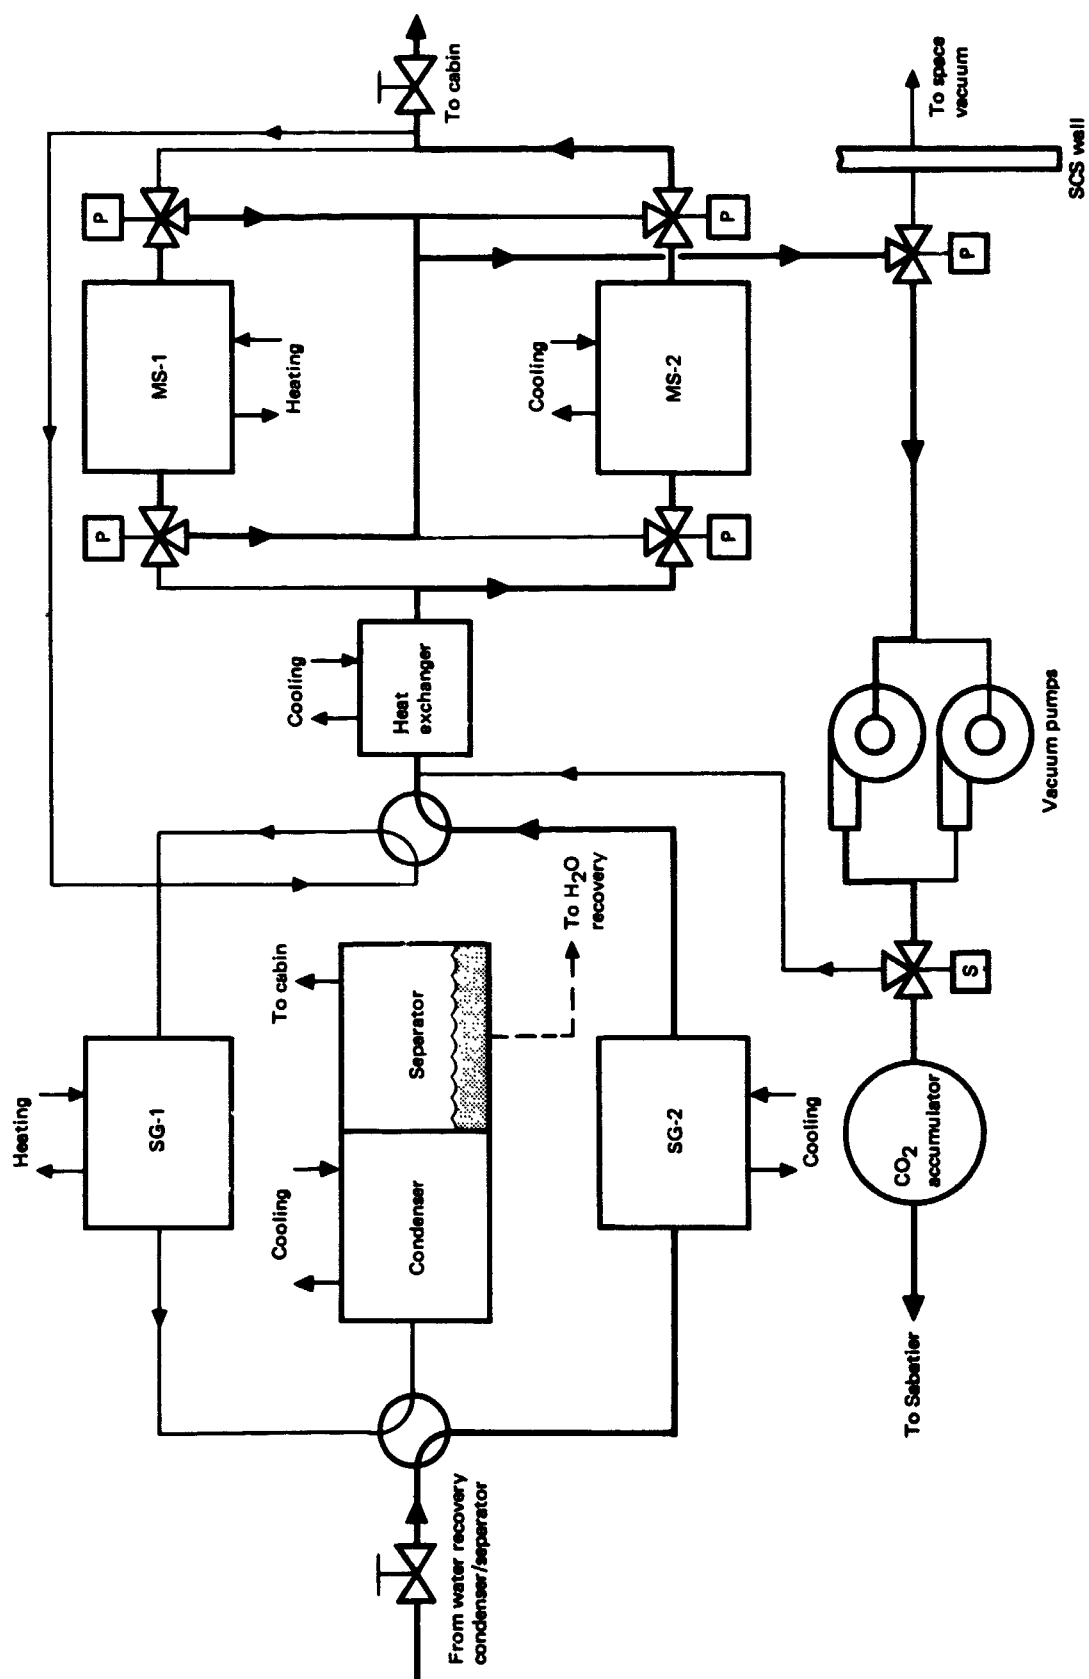 Heating
SG-1
P
P
MS-1
Heating
Cooling
To cabin
Cooling
Condenser
Separator
Heat
exchanger
To cabin
From water recovery
condenser/separator
To H₂O
recovery
Cooling
SG-2
MS-2
P
P
Cooling
CO₂
accumulator
S
P
To Sabatier
Vacuum pumps
To space
vacuum
SCS wall